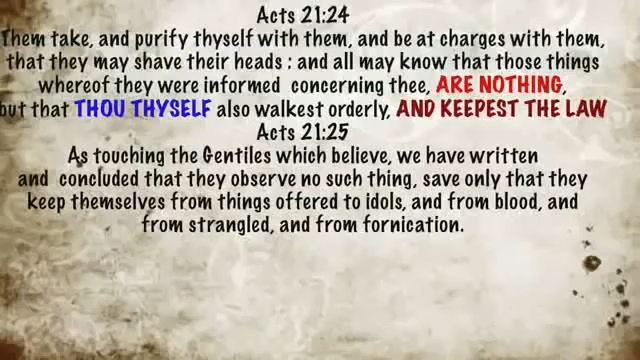 Acts 21:24
Them take, and purify thyself with them, and be at charges with them,
that they may shave their heads : and all may know that those things
whereof they were informed concerning thee, ARE NOTHING,
but that THOU THYSELF also walkest orderly, AND KEEPEST THE LAW
Acts 21:25
As touching the Gentiles which believe, we have written
and concluded that they observe no such thing, save only that they
keep themselves from things offered to idols, and from blood, and
from strangled, and from fornication.